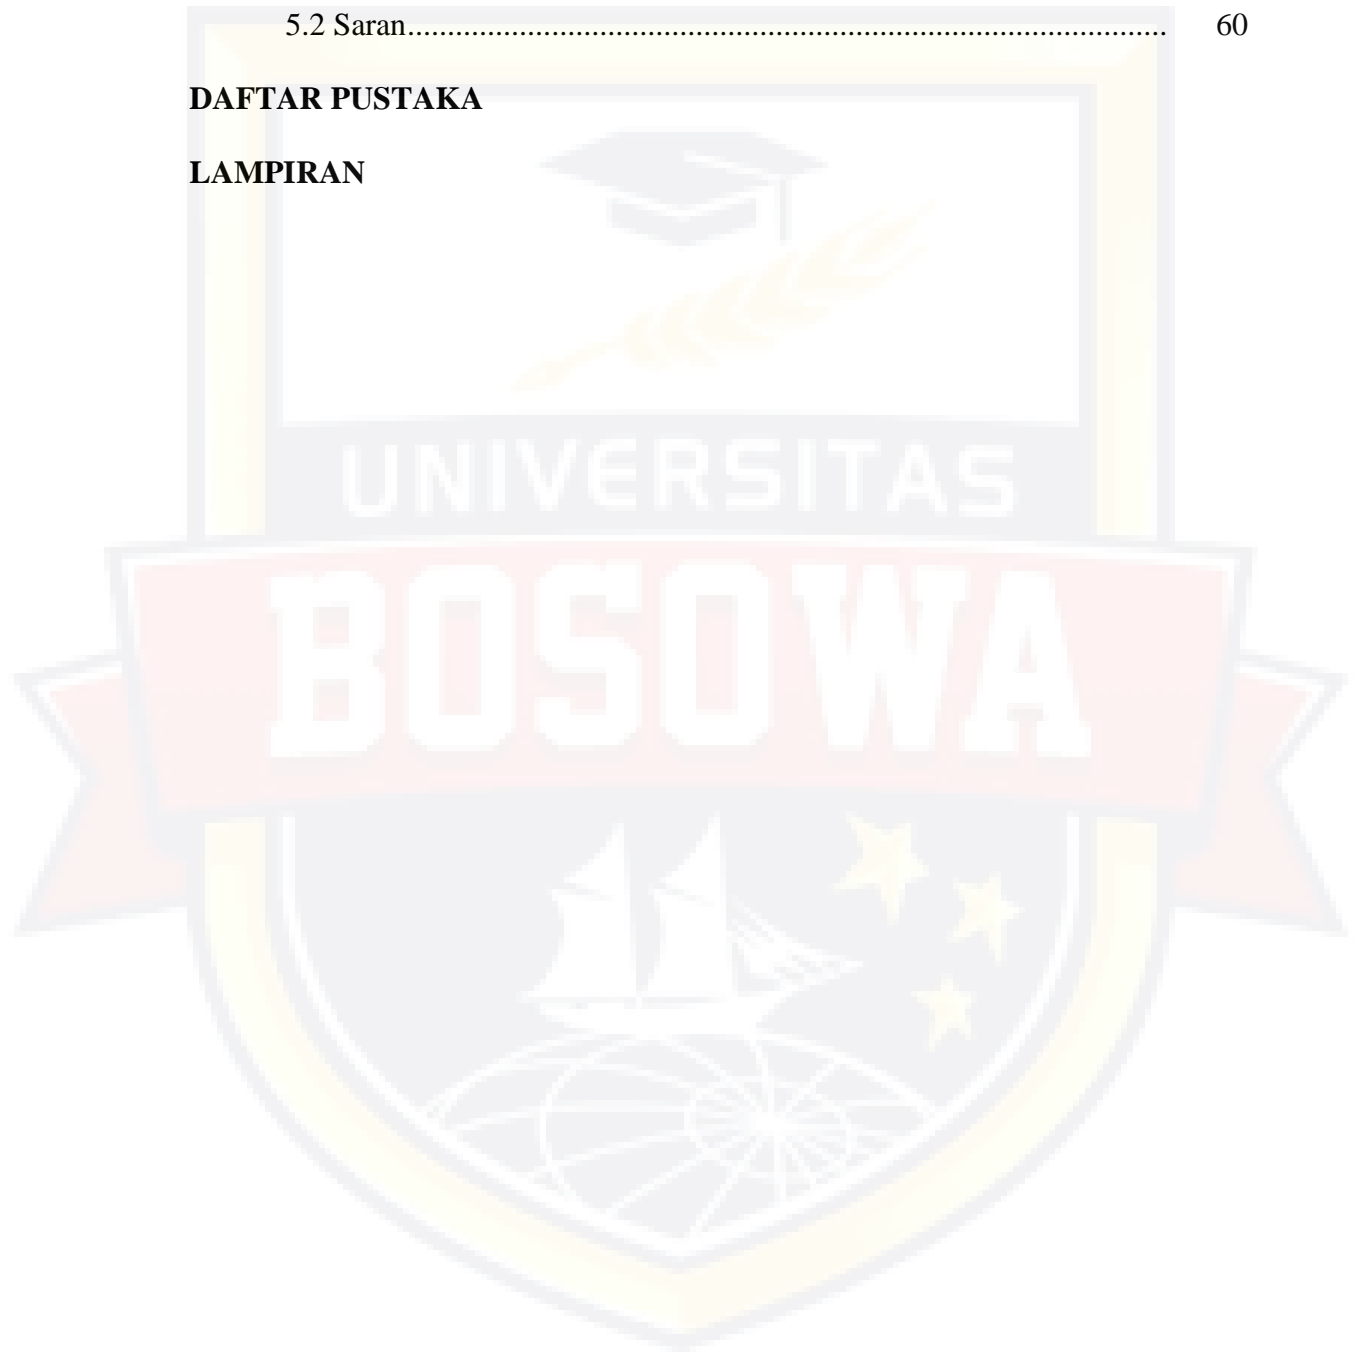 5.2 Saran............................................................................... 60
DAFTAR PUSTAKA
LAMPIRAN
UNIVERSITAS
BOSOWA